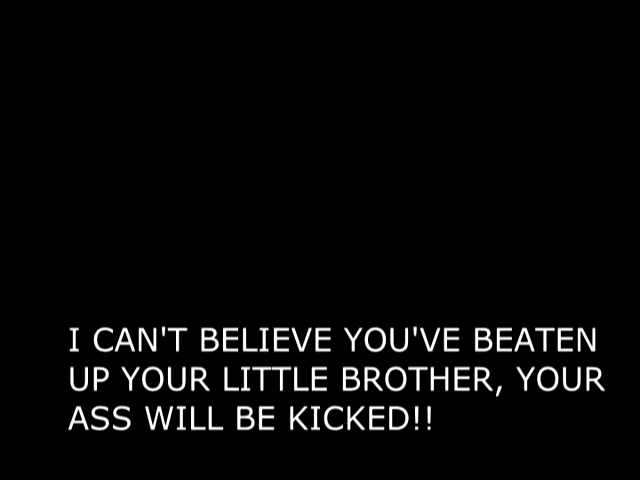 I CAN'T BELIEVE YOU'VE BEATEN
UP YOUR LITTLE BROTHER, YOUR
ASS WILL BE KICKED!!